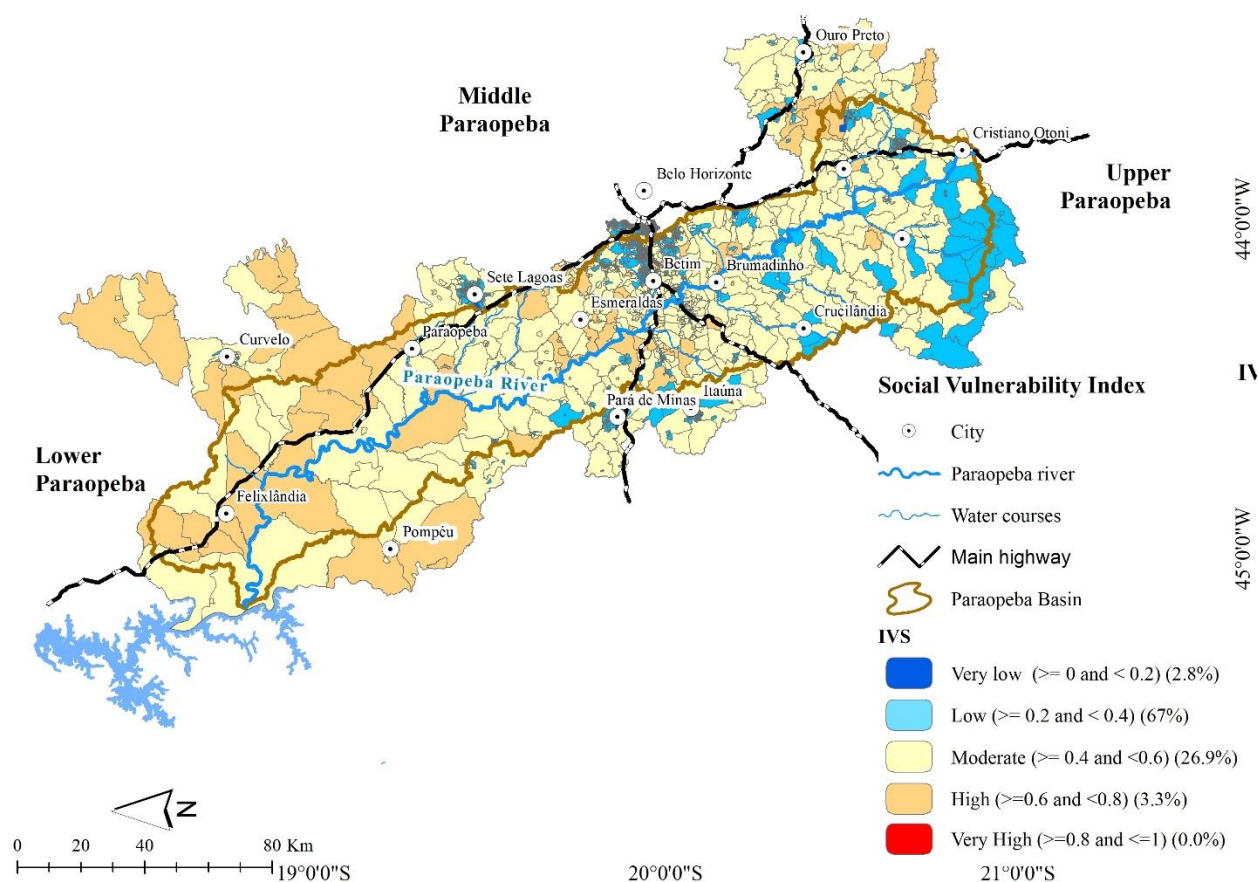 Ouro Preto
Middle
Paraopeba
Cristiano Otoni
Belo Horizonte
Upper
Paraopeba
44°0'0"W
Betim
Brumadinho
Sete Lagoas
Esmeraldas
Crucilândia
Curvelo
Paraopeba
Paraopeba River
Pará de Minas
Itaúna
Social Vulnerability Index
IV
City
Lower
Paraopeba
Paraopeba river
Felixlândia
Water courses
Pompéu
45°0'0"W
Main highway
Paraopeba Basin
IVS
Very low (>= 0 and < 0.2) (2.8%)
Low (>= 0.2 and < 0.4) (67%)
Moderate (>= 0.4 and <0.6) (26.9%)
High (>=0.6 and <0.8) (3.3%)
Very High (>=0.8 and <=1) (0.0%)
N
0 20 40 80 Km
19°0'0"S
20°0'0"S
21°0'0"S